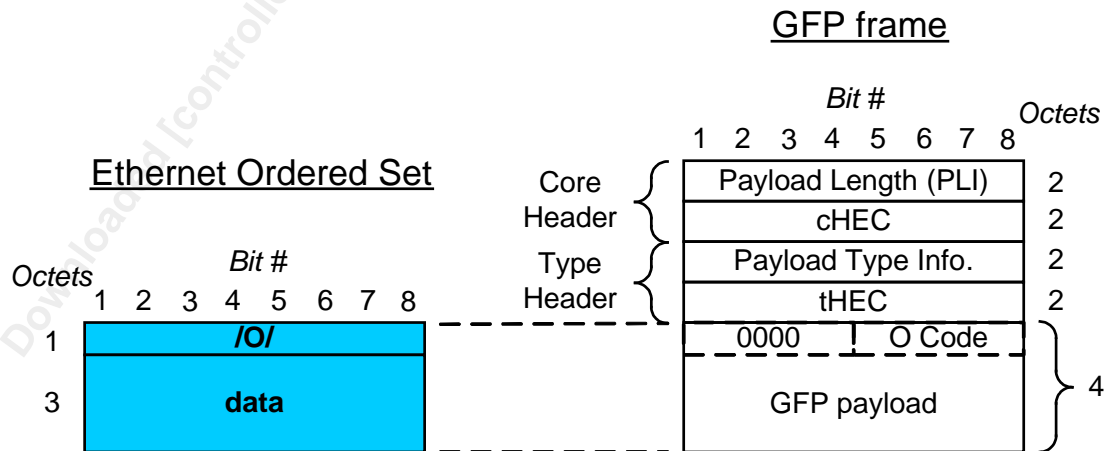 GFP frame
Bit #
Octets
1 2 3 4 5 6 7 8
Ethernet Ordered Set
Core Header
Payload Length (PLI) 2
cHEC 2
Type Header
Payload Type Info. 2
tHEC 2
Octets
Bit #
1 2 3 4 5 6 7 8
1 /O/
0000 O Code
3 data
GFP payload
4